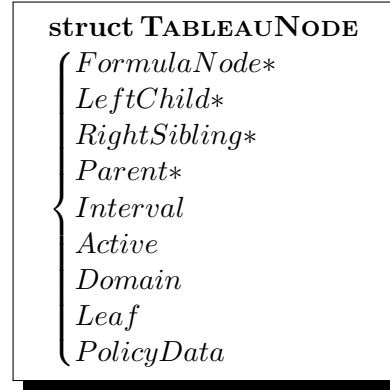 struct TABLEAUNODE
FormulaNode*
LeftChild*
RightSibling*
Parent*
Interval
Active
Domain
Leaf
PolicyData